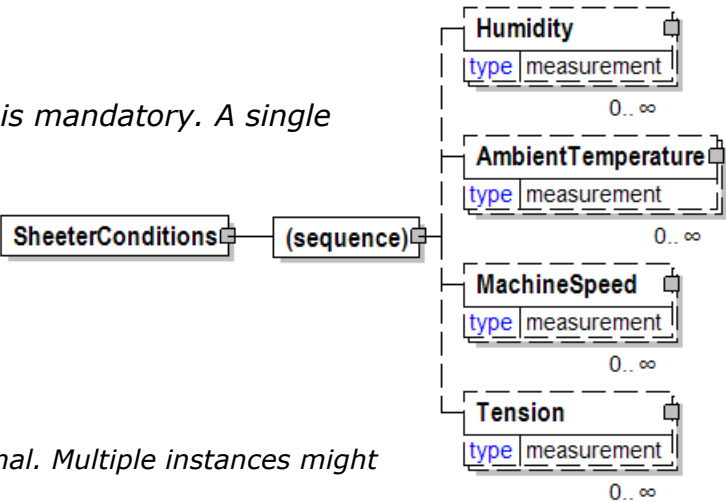 Humidity
type measurement
0.. ∞
is mandatory. A single
AmbientTemperature
type measurement
0.. ∞
SheeterConditions
(sequence)
MachineSpeed
type measurement
0.. ∞
Tension
type measurement
nal. Multiple instances might
0.. ∞